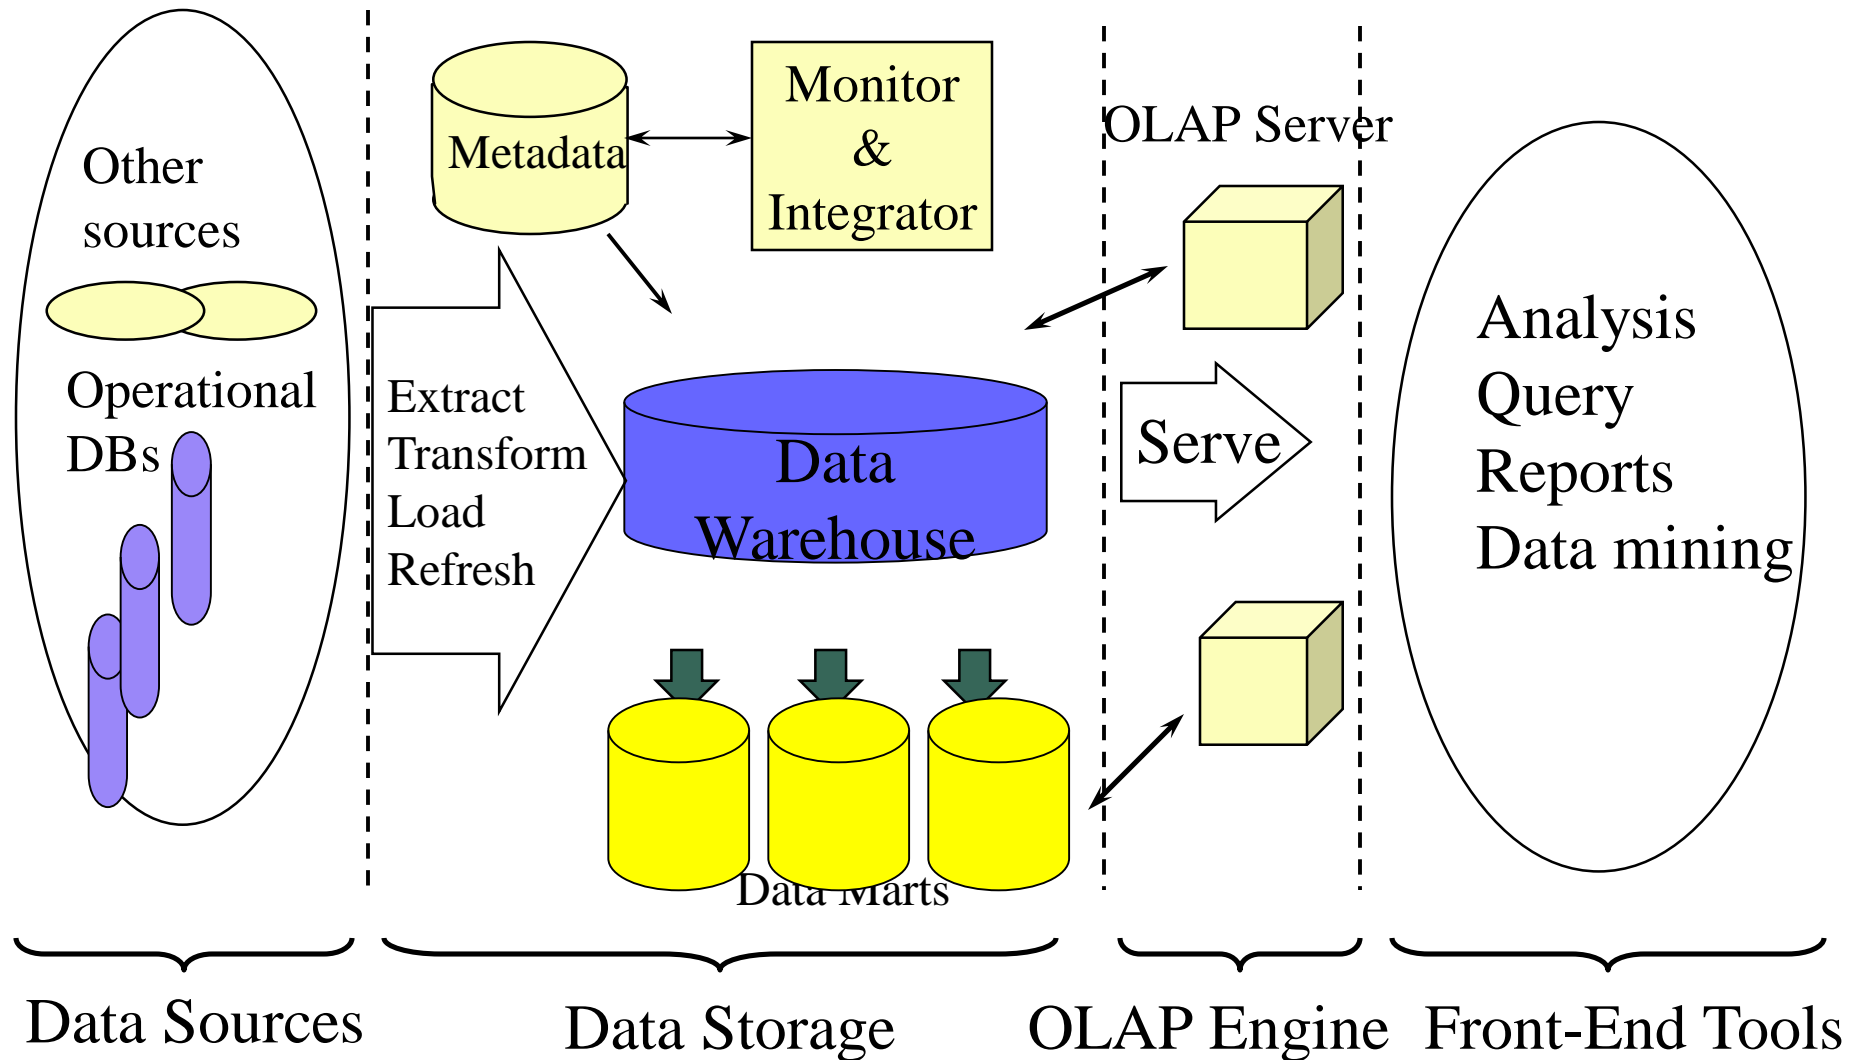 Other
sources
Operational
DBs
Metadata
Monitor
&
Integrator
OLAP Server
Extract
Transform
Load
Refresh
Data
Warehouse
Serve
Data Marts
Analysis
Query
Reports
Data mining
Data Sources
Data Storage
OLAP Engine
Front-End Tools